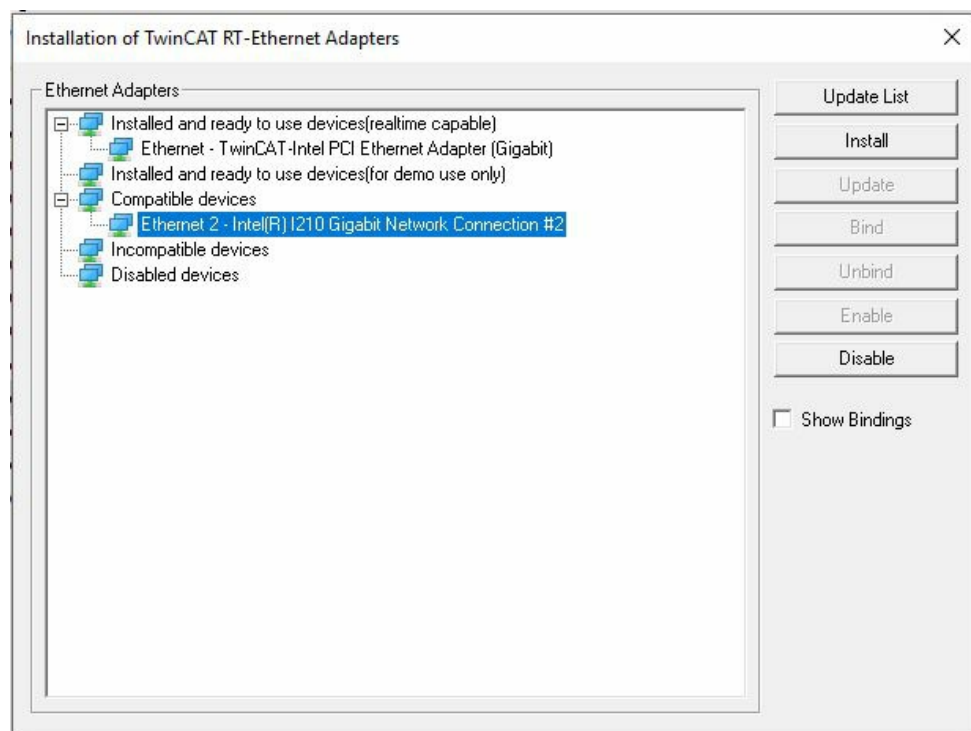 Installation of TwinCAT RT-Ethernet Adapters
Ethernet Adapters
Installed and ready to use devices(realtime capable)
Ethernet - TwinCAT-Intel PCI Ethernet Adapter (Gigabit)
Installed and ready to use devices(for demo use only)
Compatible devices
Ethernet 2 - Intel(R) I210 Gigabit Network Connection #2
Incompatible devices
Disabled devices
Update List
Install
Update
Bind
Unbind
Enable
Disable
Show Bindings